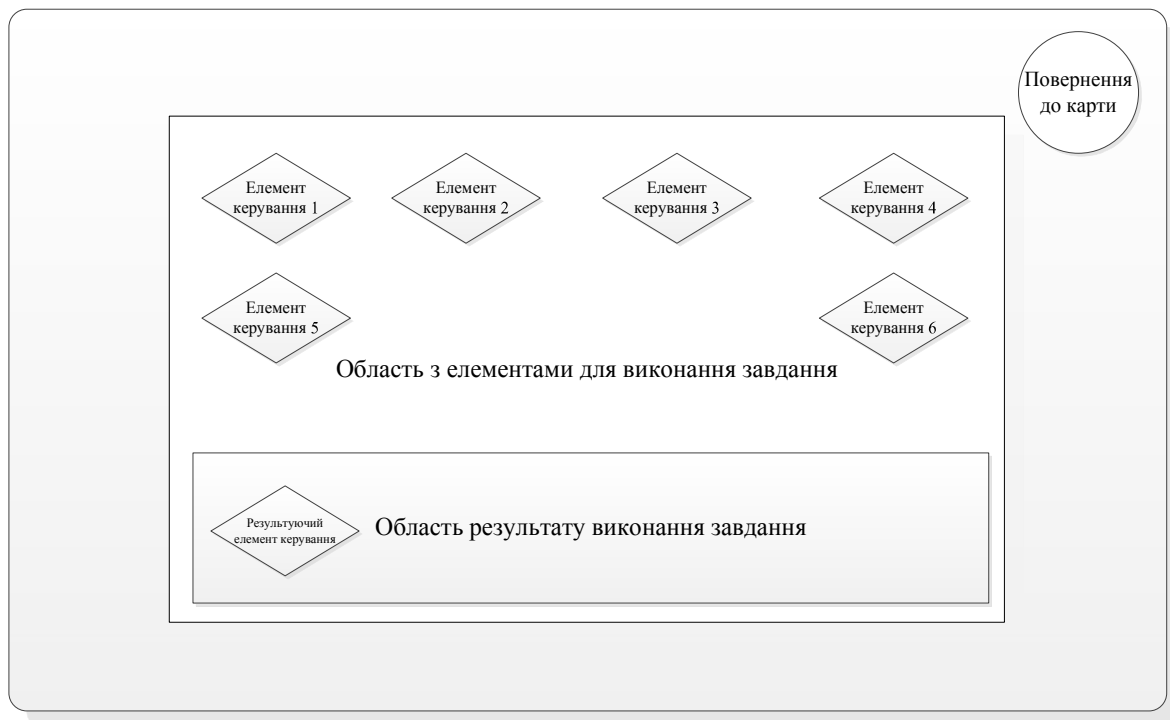 Повернення
до карти
Елемент
керування 1
Елемент
керування 2
Елемент
керування 3
Елемент
керування 4
Елемент
керування 5
Елемент
керування 6
Область з елементами для виконання завдання
Результуючий
елемент керування
Область результату виконання завдання